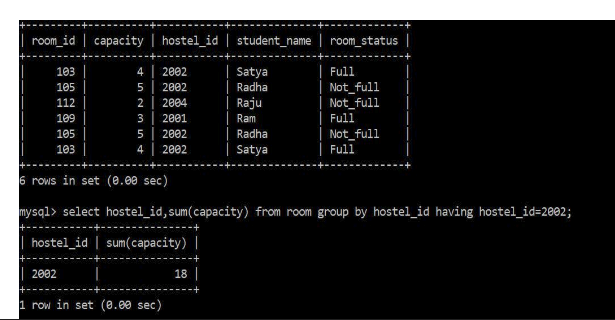 +---------+----------+-----------+--------------+-------------+
| room_id | capacity | hostel_id | student_name | room_status |
+---------+----------+-----------+--------------+-------------+
| 103 | 4 | 2002 | Satya | Full |
| 105 | 5 | 2002 | Radha | Not_full |
| 112 | 2 | 2004 | Raju | Not_full |
| 109 | 3 | 2001 | Ram | Full |
| 105 | 5 | 2002 | Radha | Not_full |
| 103 | 4 | 2002 | Satya | Full |
+---------+----------+-----------+--------------+-------------+
6 rows in set (0.00 sec)
mysql> select hostel_id,sum(capacity) from room group by hostel_id having hostel_id=2002;
+-----------+---------------+
| hostel_id | sum(capacity) |
+-----------+---------------+
| 2002 | 18 |
+-----------+---------------+
1 row in set (0.00 sec)